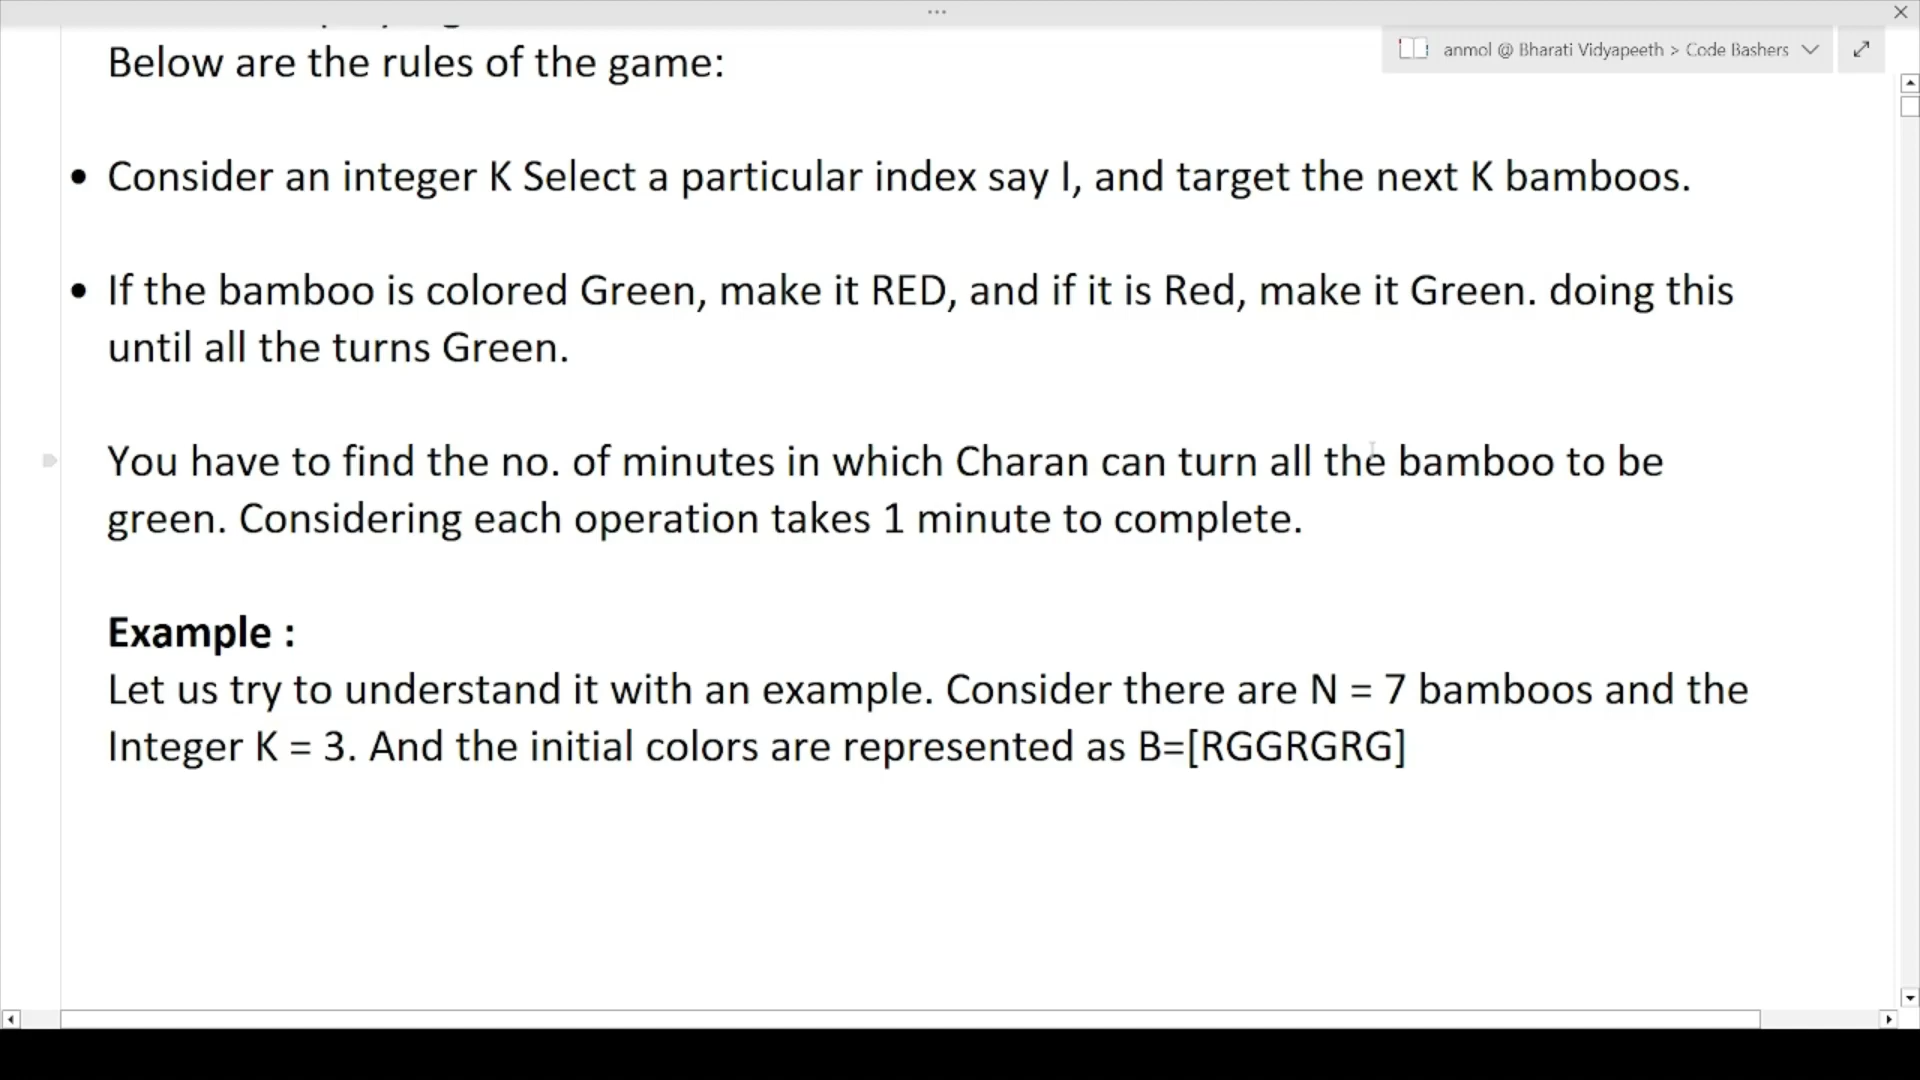 anmol @ Bharati Vidyapeeth > Code Bashers
Below are the rules of the game:
• Consider an integer K Select a particular index say I, and target the next K bamboos.
• If the bamboo is colored Green, make it RED, and if it is Red, make it Green. doing this
until all the turns Green.
You have to find the no. of minutes in which Charan can turn all the bamboo to be
green. Considering each operation takes 1 minute to complete.
Example :
Let us try to understand it with an example. Consider there are N = 7 bamboos and the
Integer K = 3. And the initial colors are represented as B=[RGGRGRG]